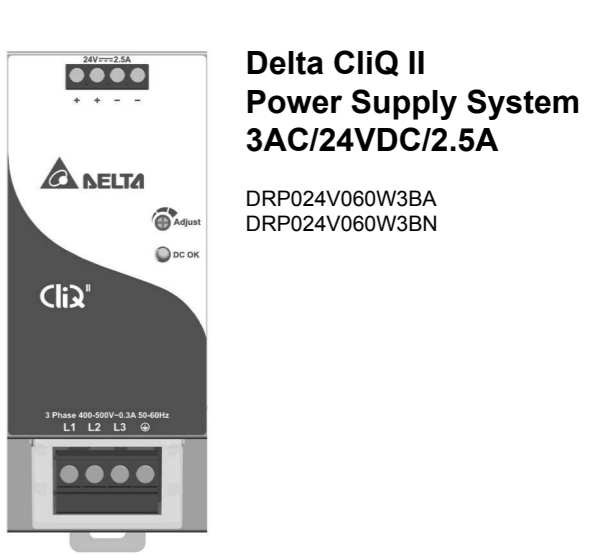 24V⎓2.5A
+ + − −
DELTA
Adjust
DC OK
CliQ II
3 Phase 400-500V~0.3A 50-60Hz
L1 L2 L3 ⏚
Delta CliQ II
Power Supply System
3AC/24VDC/2.5A
DRP024V060W3BA
DRP024V060W3BN